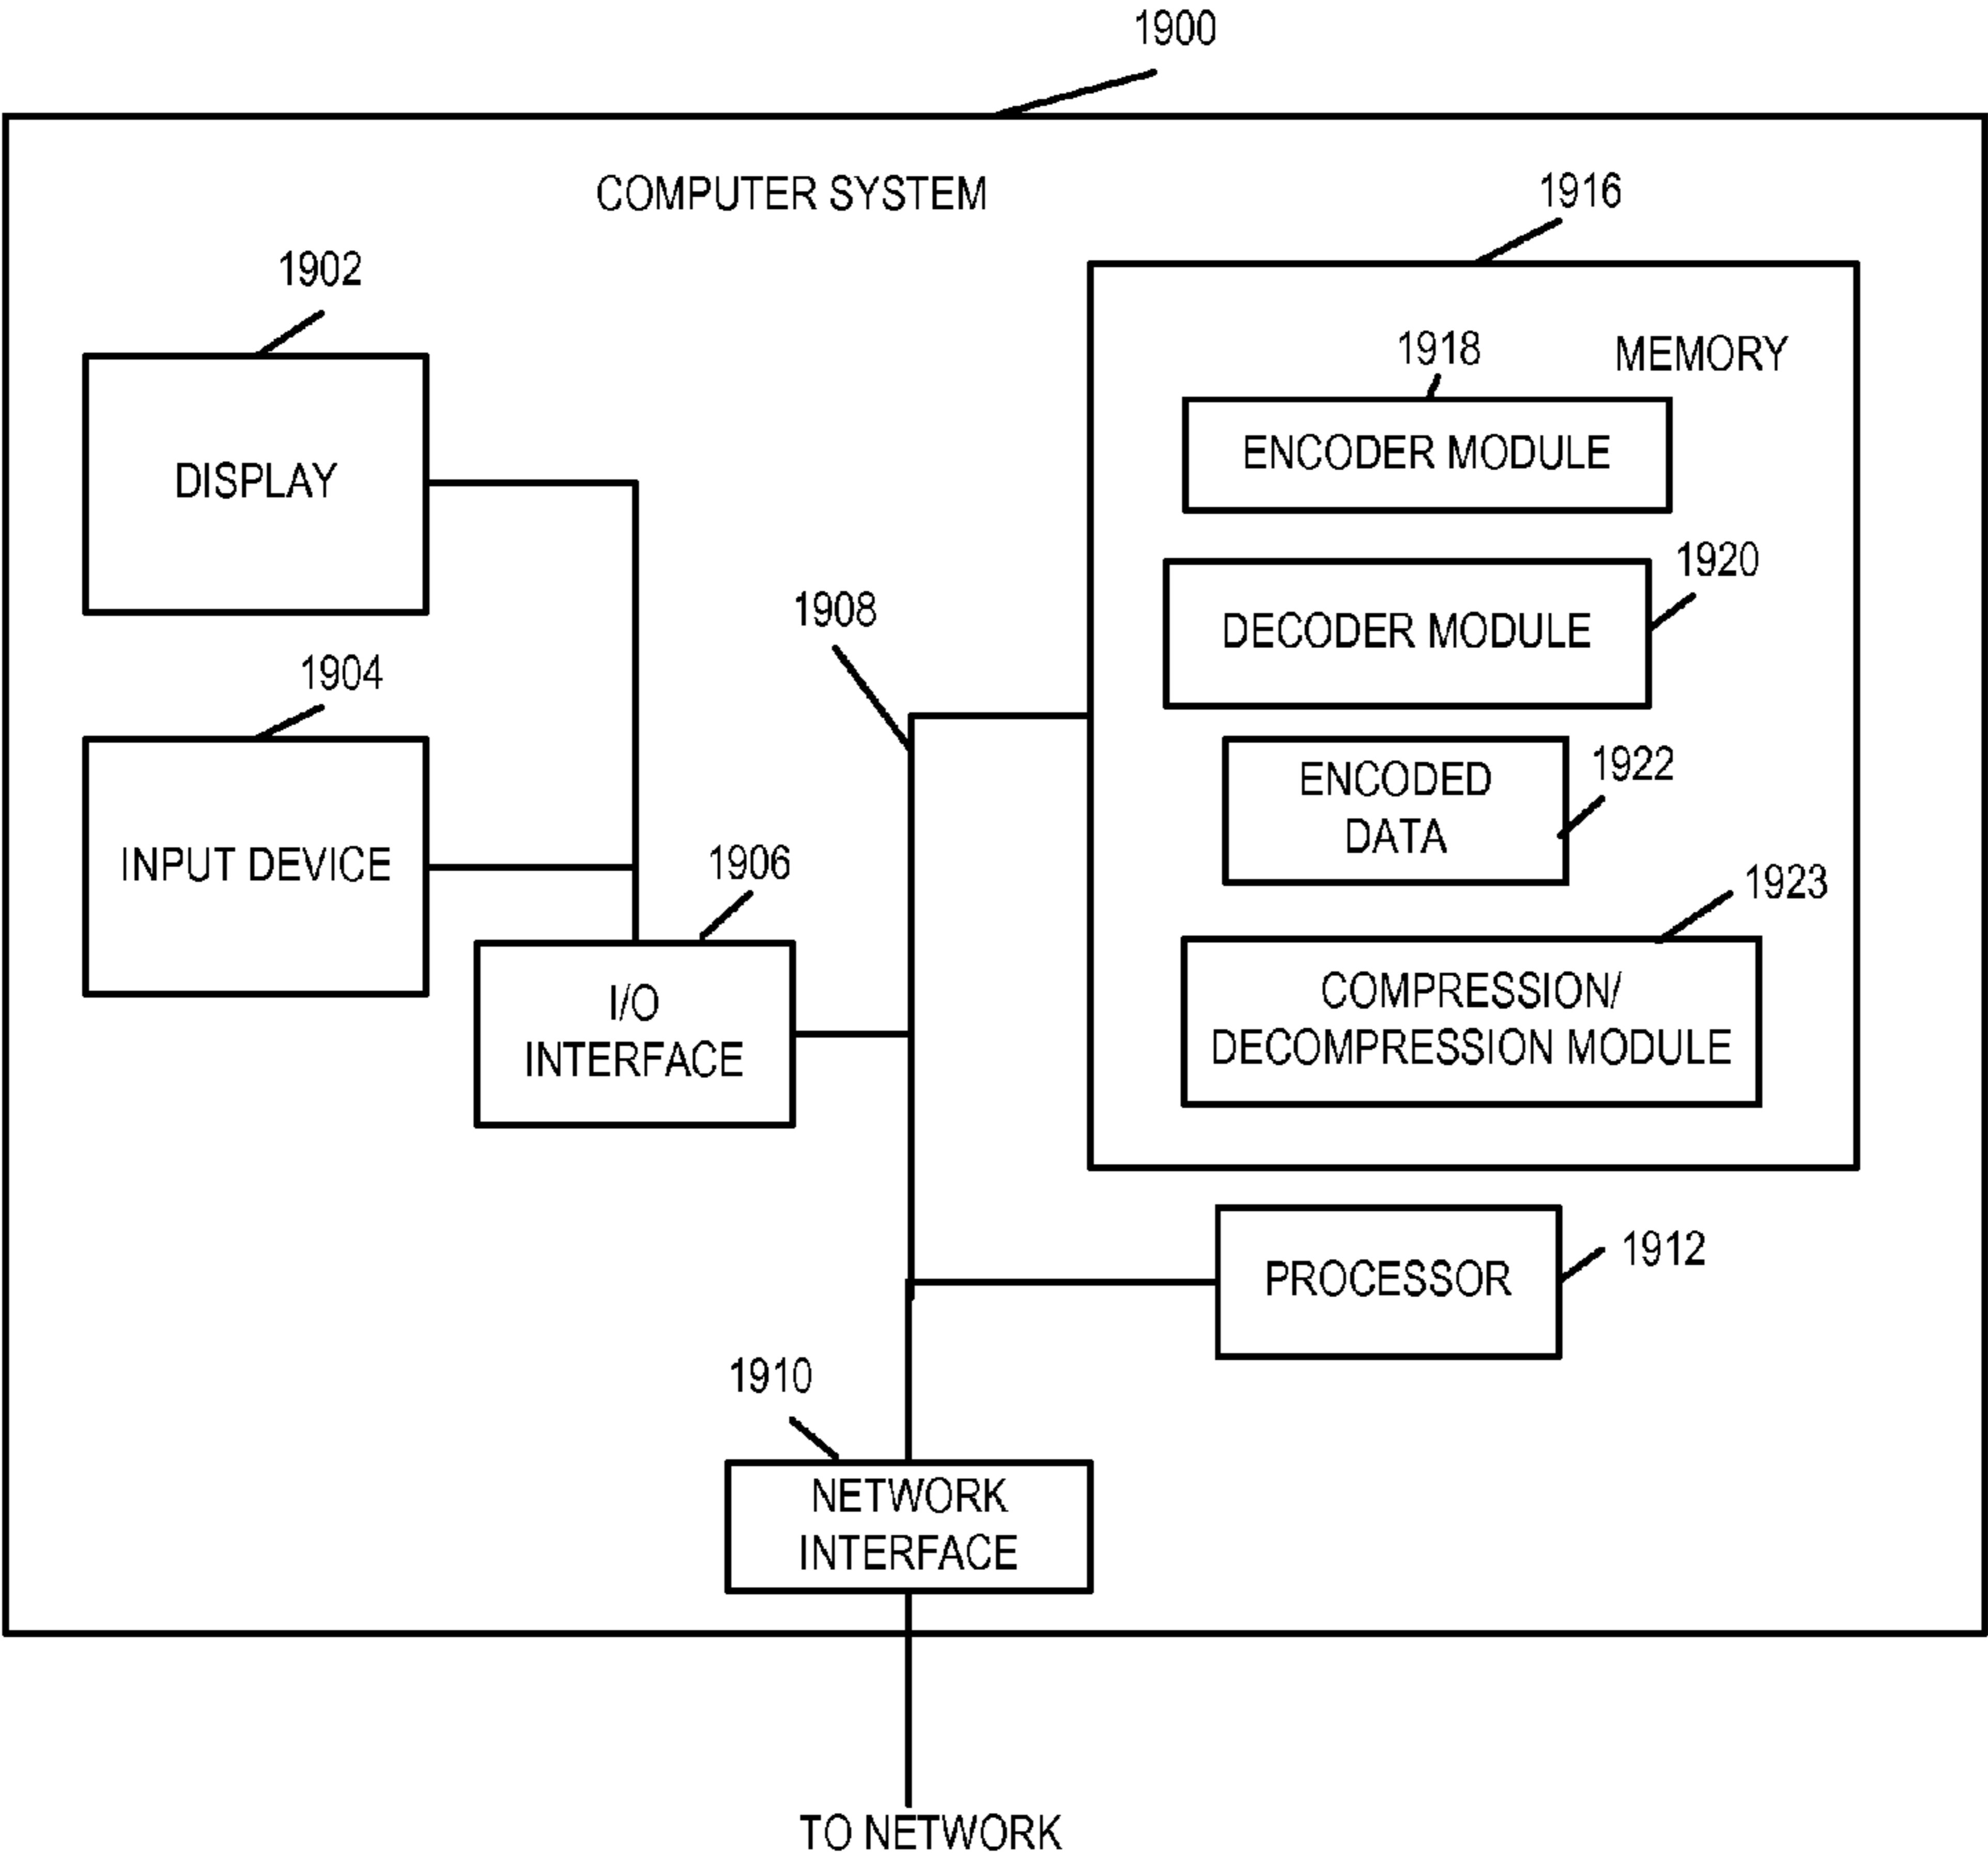 1900
COMPUTER SYSTEM
1916
1902
1918
MEMORY
ENCODER MODULE
DISPLAY
1920
1908
DECODER MODULE
1904
1922
ENCODED
DATA
INPUT DEVICE
1906
1923
I/O
INTERFACE
COMPRESSION/
DECOMPRESSION MODULE
1912
PROCESSOR
1910
NETWORK
INTERFACE
TO NETWORK